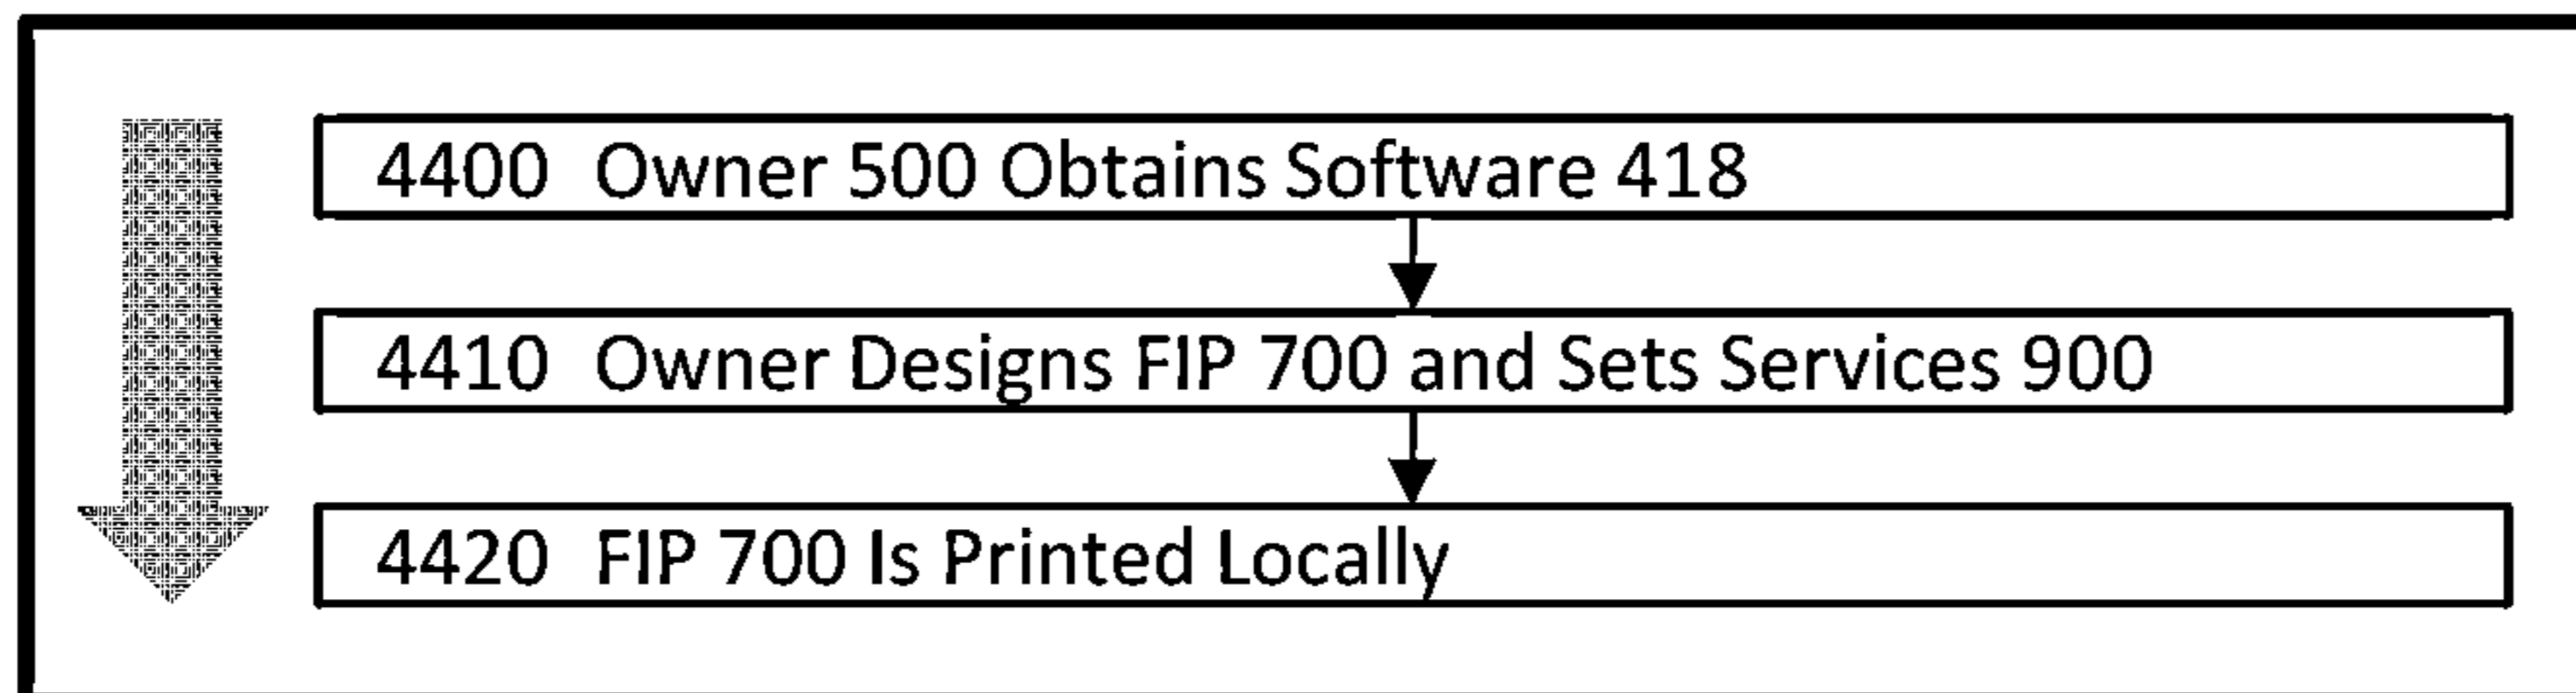 4400 Owner 500 Obtains Software 418
4410 Owner Designs FIP 700 and Sets Services 900
4420 FIP 700 Is Printed Locally